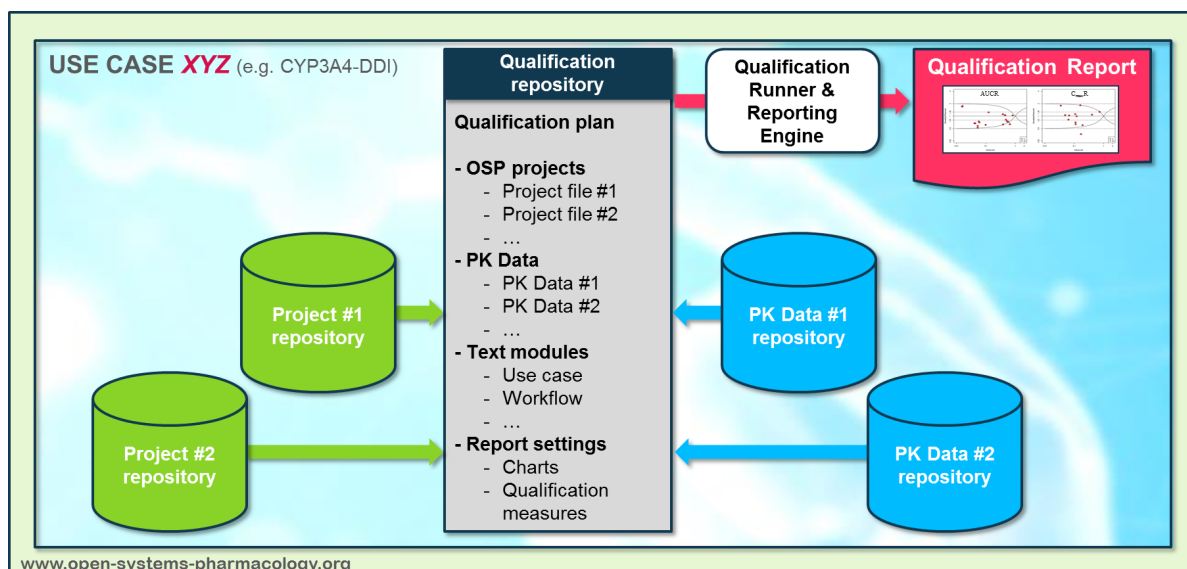 USE CASE XYZ (e.g. CYP3A4-DDI)
Qualification
repository
Qualification plan
- OSP projects
- Project file #1
- Project file #2
- …
- PK Data
- PK Data #1
- PK Data #2
- …
- Text modules
- Use case
- Workflow
- …
- Report settings
- Charts
- Qualification
measures
Qualification
Runner &
Reporting
Engine
Qualification Report
AUCR
CmaxR
Project #1
repository
Project #2
repository
PK Data #1
repository
PK Data #2
repository
www.open-systems-pharmacology.org